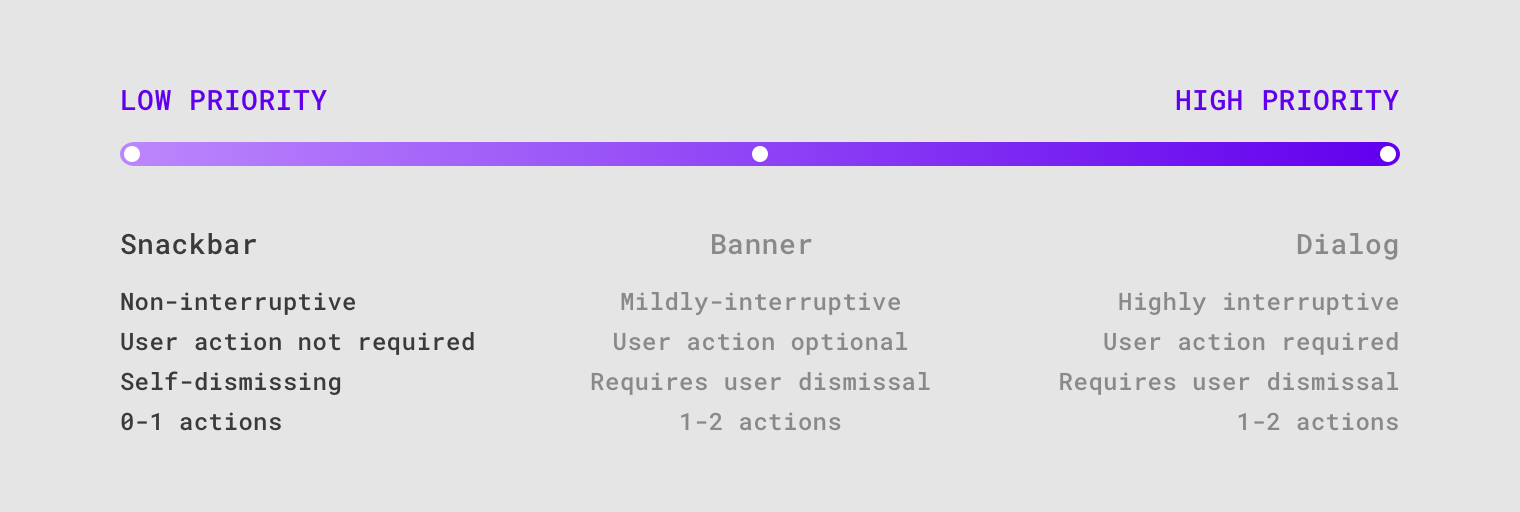 LOW PRIORITY
HIGH PRIORITY
Snackbar
Non-interruptive
User action not required
Self-dismissing
0-1 actions
Banner
Mildly-interruptive
User action optional
Requires user dismissal
1-2 actions
Dialog
Highly interruptive
User action required
Requires user dismissal
1-2 actions